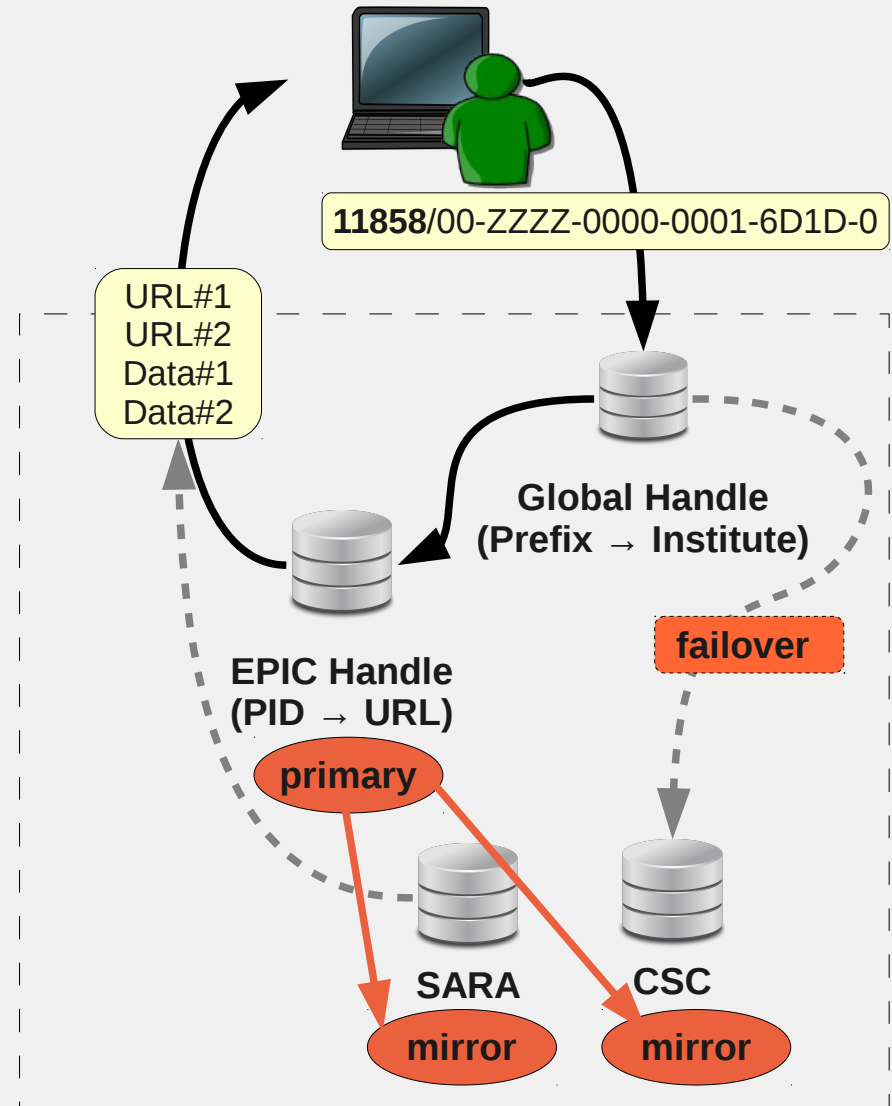 11858/00-ZZZZ-0000-0001-6D1D-0
URL#1
URL#2
Data#1
Data#2
Global Handle
(Prefix → Institute)
failover
EPIC Handle
(PID → URL)
primary
SARA
CSC
mirror
mirror